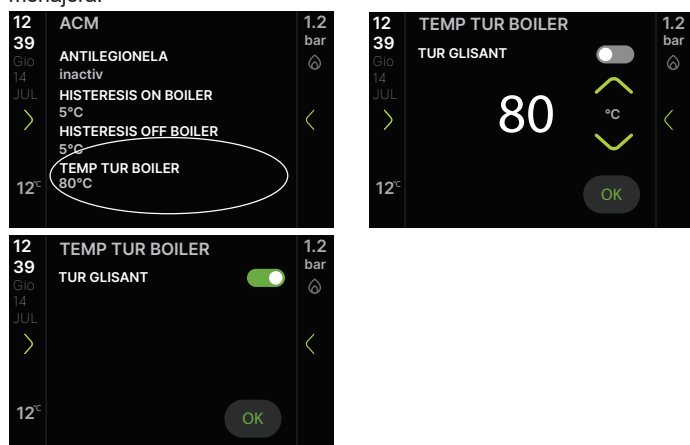 12 ACM 1.2
39 bar
Gio ANTILEGIONELA
14 inactiv
JUL HISTERESIS ON BOILER
5°C
HISTERESIS OFF BOILER
5°C
TEMP TUR BOILER
12°C 80°C
12 TEMP TUR BOILER 1.2
39 TUR GLISANT bar
Gio
14
JUL
80 °C
12°C OK
12 TEMP TUR BOILER 1.2
39 TUR GLISANT bar
Gio
14
JUL
12°C OK